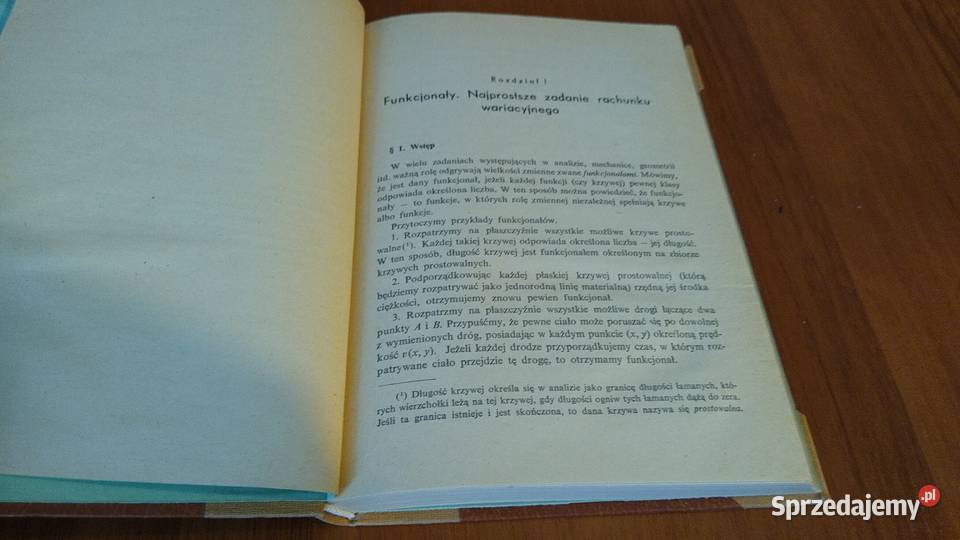 Rozdział I
Funkcjonały. Najprostsze zadanie rachunku
wariacyjnego
§ 1. Wstęp
W wielu zadaniach występujących w analizie, mechanice, geometrii
itd. ważną rolę odgrywają wielkości zmienne zwane funkcjonałami. Mówimy,
że jest dany funkcjonał, jeżeli każdej funkcji (czy krzywej) pewnej klasy
odpowiada określona liczba. W ten sposób można powiedzieć, że funkcjo-
nały — to funkcje, w których rolę zmiennej niezależnej spełniają krzywe
albo funkcje.
Przytoczymy przykłady funkcjonałów.
1. Rozpatrzymy na płaszczyźnie wszystkie możliwe krzywe prosto-
walne(¹). Każdej takiej krzywej odpowiada określona liczba — jej długość.
W ten sposób, długość krzywej jest funkcjonałem określonym na zbiorze
krzywych prostowalnych.
2. Podporządkowując każdej płaskiej krzywej prostowalnej (którą
będziemy rozpatrywać jako jednorodną linię materialną) rzędną jej środka
ciężkości, otrzymujemy znowu pewien funkcjonał.
3. Rozpatrzmy na płaszczyźnie wszystkie możliwe drogi łączące dwa
punkty A i B. Przypuśćmy, że pewne ciało może poruszać się po dowolnej
z wymienionych dróg, posiadając w każdym punkcie (x, y) określoną pręd-
kość v(x, y). Jeżeli każdej drodze przyporządkujemy czas, w którym roz-
patrywane ciało przejdzie tę drogę, to otrzymamy funkcjonał.
(¹) Długość krzywej określa się w analizie jako granicę długości łamanych, któ-
rych wierzchołki leżą na tej krzywej, gdy długości ogniw tych łamanych dążą do zera.
Jeśli ta granica istnieje i jest skończona, to dana krzywa nazywa się prostowalna.
Sprzedajemy.pl